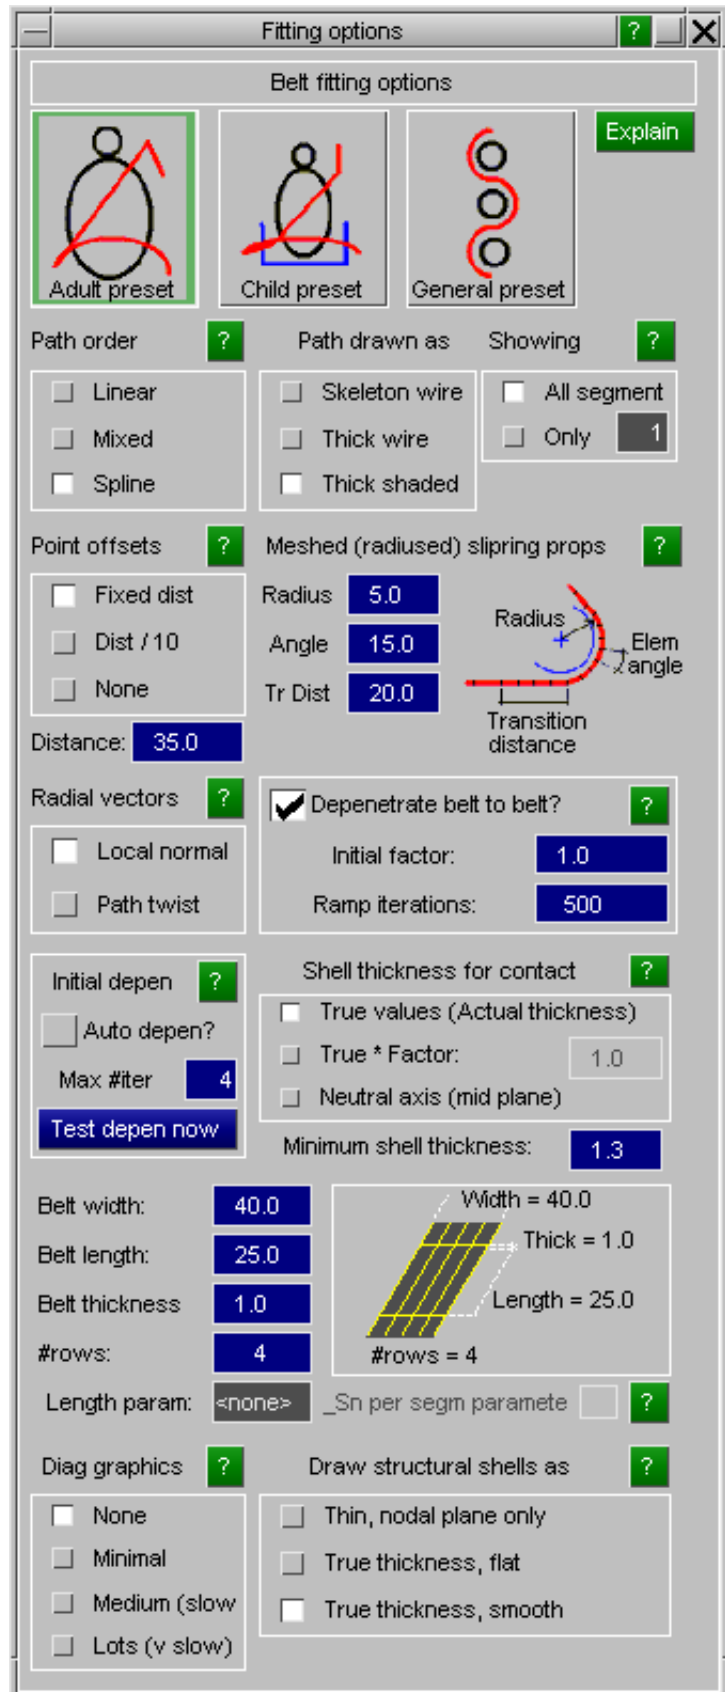 Fitting options ?
Belt fitting options
Adult preset Child preset General preset Explain
Path order ? Path drawn as Showing ?
Linear Skeleton wire All segment
Mixed Thick wire Only 1
Spline Thick shaded
Point offsets ? Meshed (radiused) slipring props ?
Fixed dist Radius 5.0
Dist / 10 Angle 15.0
None Tr Dist 20.0
Radius
Elem
angle
Transition
distance
Distance: 35.0
Radial vectors ? Depenetrate belt to belt? ?
Local normal Initial factor: 1.0
Path twist Ramp iterations: 500
Initial depen ? Shell thickness for contact ?
Auto depen? True values (Actual thickness)
Max #iter 4 True * Factor: 1.0
Test depen now Neutral axis (mid plane)
Minimum shell thickness: 1.3
Belt width: 40.0 Width = 40.0
Belt length: 25.0 Thick = 1.0
Belt thickness 1.0 Length = 25.0
#rows: 4 #rows = 4
Length param: <none> _Sn per segm paramete ?
Diag graphics ? Draw structural shells as ?
None Thin, nodal plane only
Minimal True thickness, flat
Medium (slow True thickness, smooth
Lots (v slow)